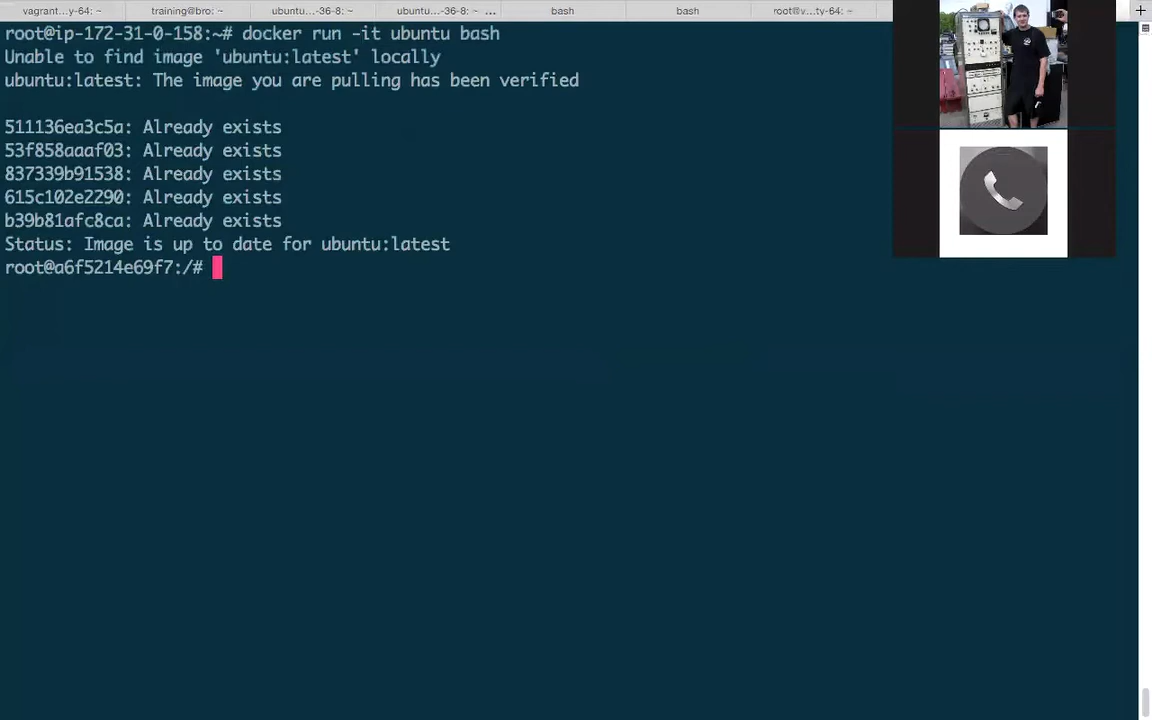 vagrant...y-64: ~
training@bro: ~
ubuntu...-36-8: ~
ubuntu...-36-8: ~ ...
bash
bash
root@v...ty-64: ~
+
root@ip-172-31-0-158:~# docker run -it ubuntu bash
Unable to find image 'ubuntu:latest' locally
ubuntu:latest: The image you are pulling has been verified
511136ea3c5a: Already exists
53f858aaaf03: Already exists
837339b91538: Already exists
615c102e2290: Already exists
b39b81afc8ca: Already exists
Status: Image is up to date for ubuntu:latest
root@a6f5214e69f7:/#